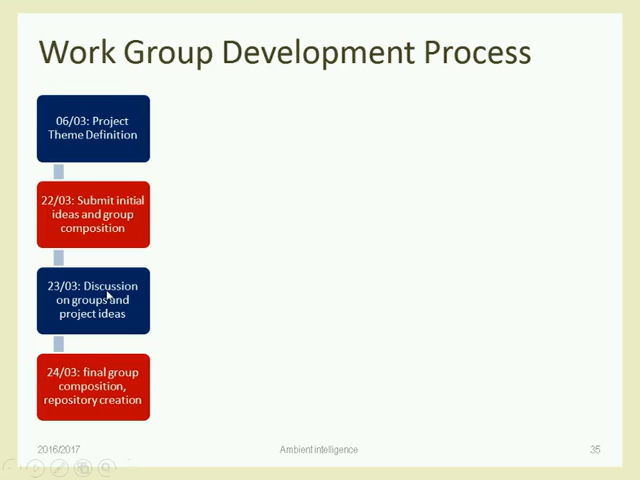 Work Group Development Process
06/03: Project
Theme Definition
22/03: Submit initial
ideas and group
composition
23/03: Discussion
on groups and
project ideas
24/03: final group
composition,
repository creation
2016/2017
Ambient intelligence
35